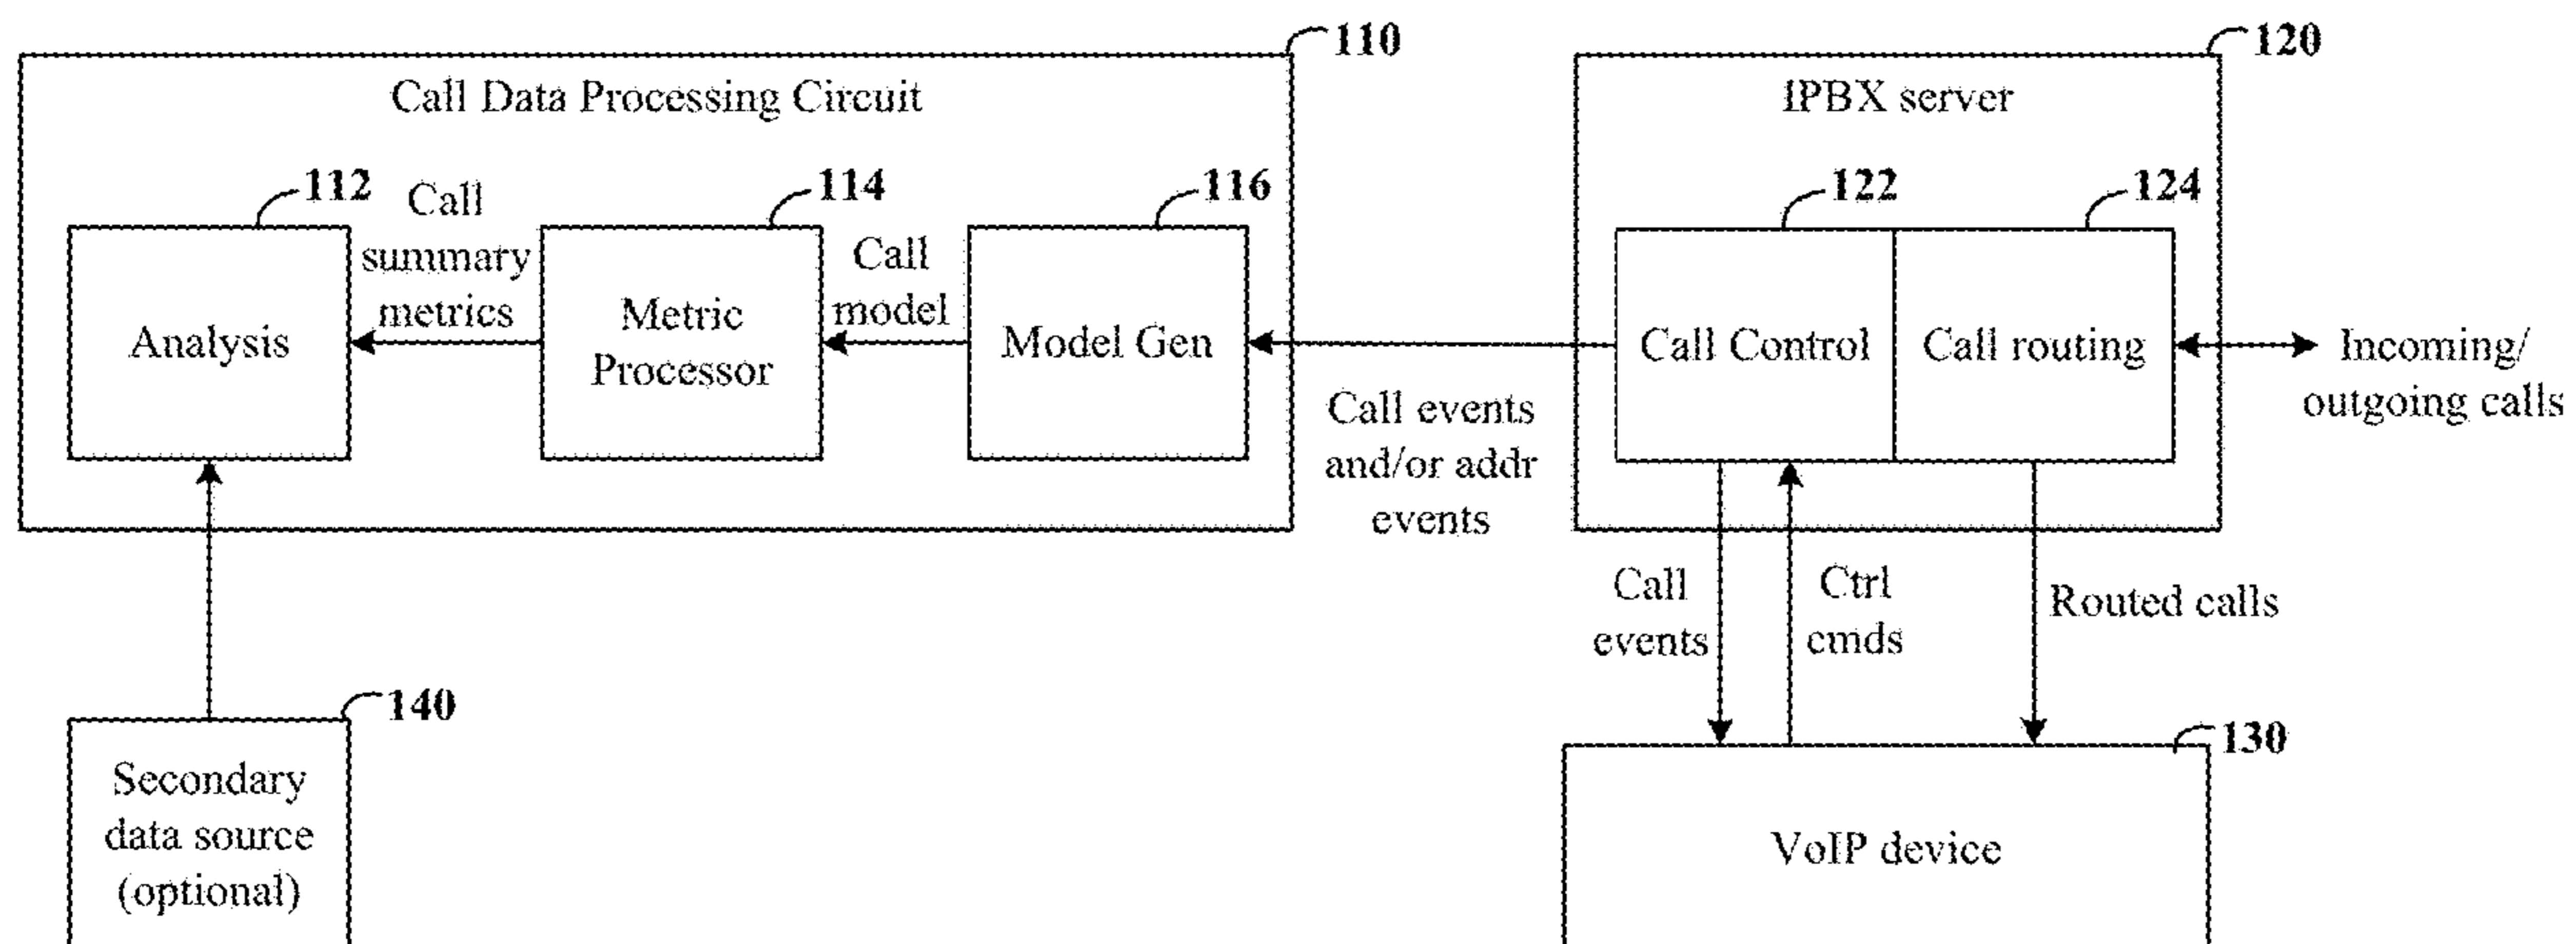 110
120
Call Data Processing Circuit
IPBX server
112
Call
summary
metrics
114
Call
model
116
122
124
Analysis
Metric
Processor
Model Gen
Call Control
Call routing
Incoming/
outgoing calls
Call events
and/or addr
events
Call
events
Ctrl
cmds
Routed calls
140
130
Secondary
data source
(optional)
VoIP device